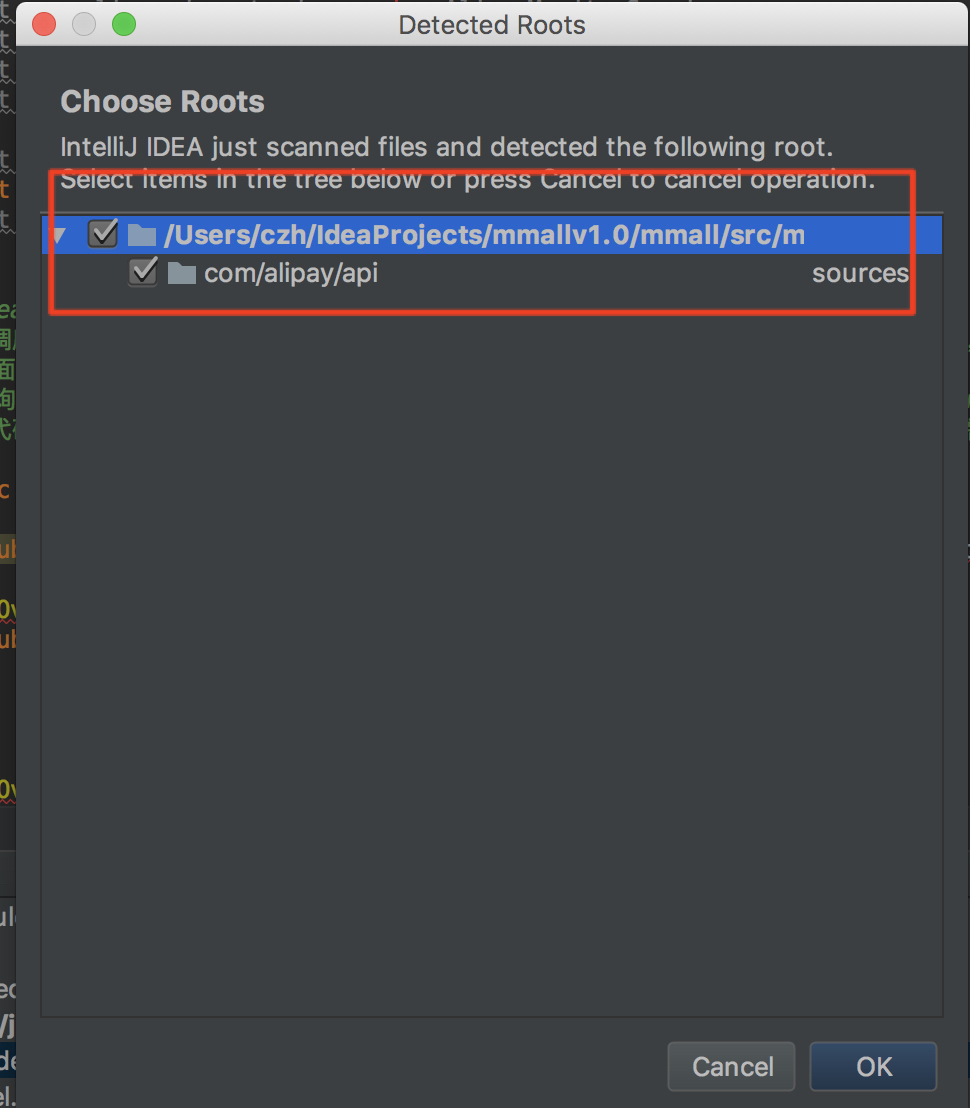 Detected Roots
Choose Roots
IntelliJ IDEA just scanned files and detected the following root.
Select items in the tree below or press Cancel to cancel operation.
/Users/czh/IdeaProjects/mmallv1.0/mmall/src/m
com/alipay/api sources
Cancel OK